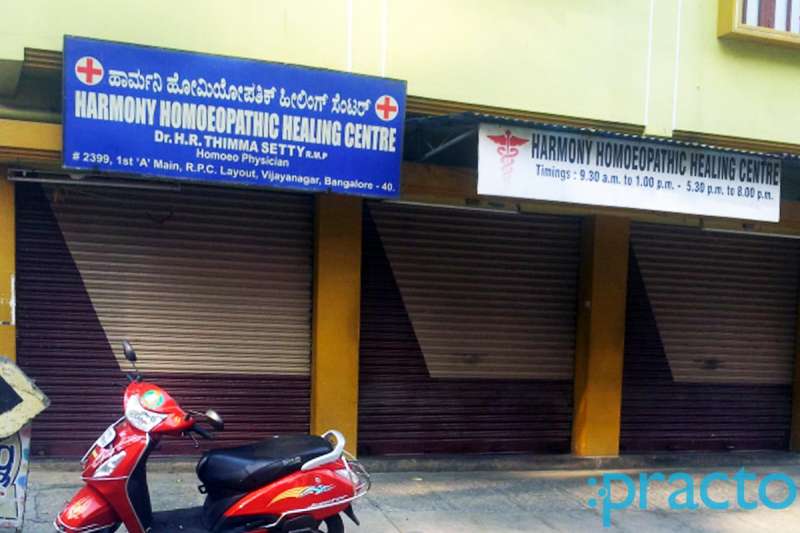 ಹಾರ್ಮನಿ ಹೋಮಿಯೋಪತಿಕ್ ಹೀಲಿಂಗ್ ಸೆಂಟರ್
HARMONY HOMOEOPATHIC HEALING CENTRE
Dr. H.R. THIMMA SETTY R.M.P
Homoeo Physician
# 2399, 1st 'A' Main, R.P.C. Layout, Vijayanagar, Bangalore - 40.
HARMONY HOMOEOPATHIC HEALING CENTRE
Timings : 9.30 a.m. to 1.00 p.m. - 5.30 p.m. to 8.00 p.m.
:practo